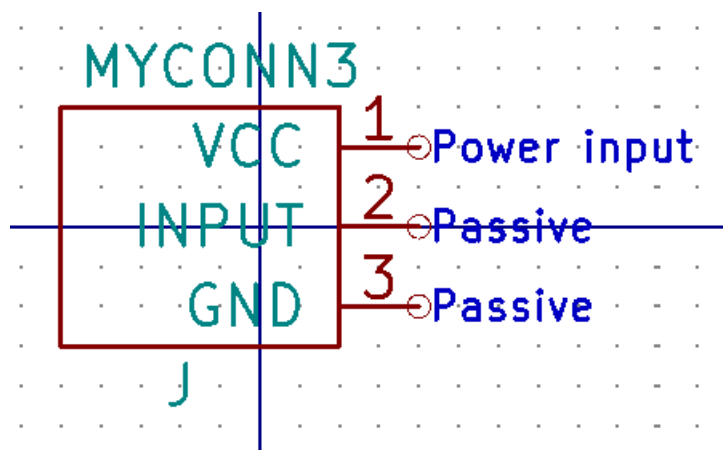 MYCONN3
VCC 1 Power input
INPUT 2 Passive
GND 3 Passive
J